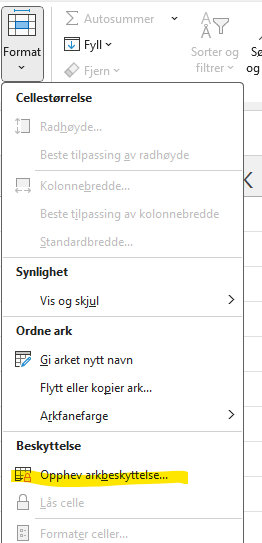 Format
Σ Autosummer
Fyll
Fjern
Sorter og
filtrer
Sø
og
Cellestørrelse
Radhøyde...
Beste tilpassing av radhøyde
Kolonnebredde...
Beste tilpassing av kolonnebredde
Standardbredde...
Synlighet
Vis og skjul
Ordne ark
Gi arket nytt navn
Flytt eller kopier ark...
Arkfanefarge
Beskyttelse
Opphev arkbeskyttelse...
Lås celle
Formater celler...
K